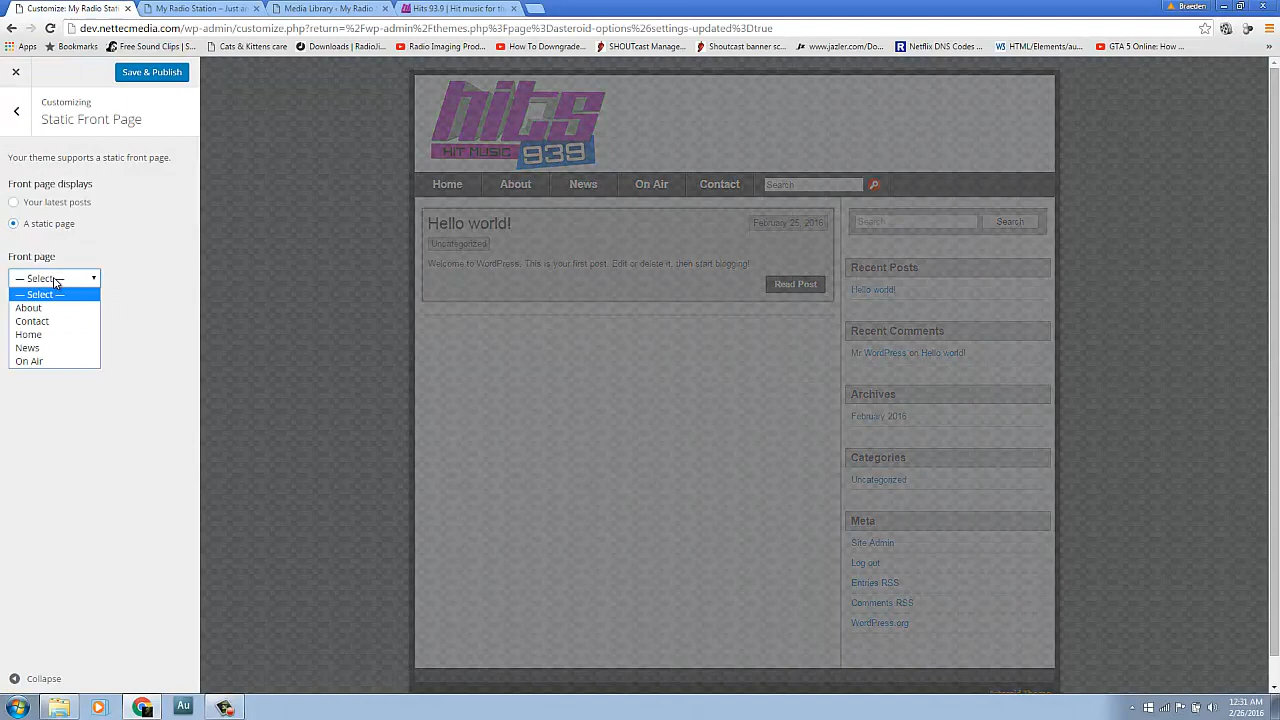 Customize: My Radio Stat
My Radio Station – Just an
Media Library ‹ My Radio
Hits 93.9 | Hit music for th
Braeden
dev.nettecmedia.com/wp-admin/customize.php?return=%2Fwp-admin%2Fthemes.php%3Fpage%3Dasteroid-options%26settings-updated%3Dtrue
Apps
Bookmarks
Free Sound Clips | S...
Cats & Kittens care
Downloads | RadioJ...
Radio Imaging Prod...
How To Downgrade...
SHOUTcast Manage...
Shoutcast banner sc...
www.jazler.com/Do...
Netflix DNS Codes ...
HTML/Elements/au...
GTA 5 Online: How ...
Save & Publish
Customizing
Static Front Page
Your theme supports a static front page.
Front page displays
Your latest posts
A static page
Front page
— Select —
— Select —
About
Contact
Home
News
On Air
Collapse
hits
HIT MUSIC 939
Home About News On Air Contact Search
Hello world!
February 25, 2016
Uncategorized
Welcome to WordPress. This is your first post. Edit or delete it, then start blogging!
Read Post
Search Search
Recent Posts
Hello world!
Recent Comments
Mr WordPress on Hello world!
Archives
February 2016
Categories
Uncategorized
Meta
Site Admin
Log out
Entries RSS
Comments RSS
WordPress.org
Au
12:31 AM
2/26/2016